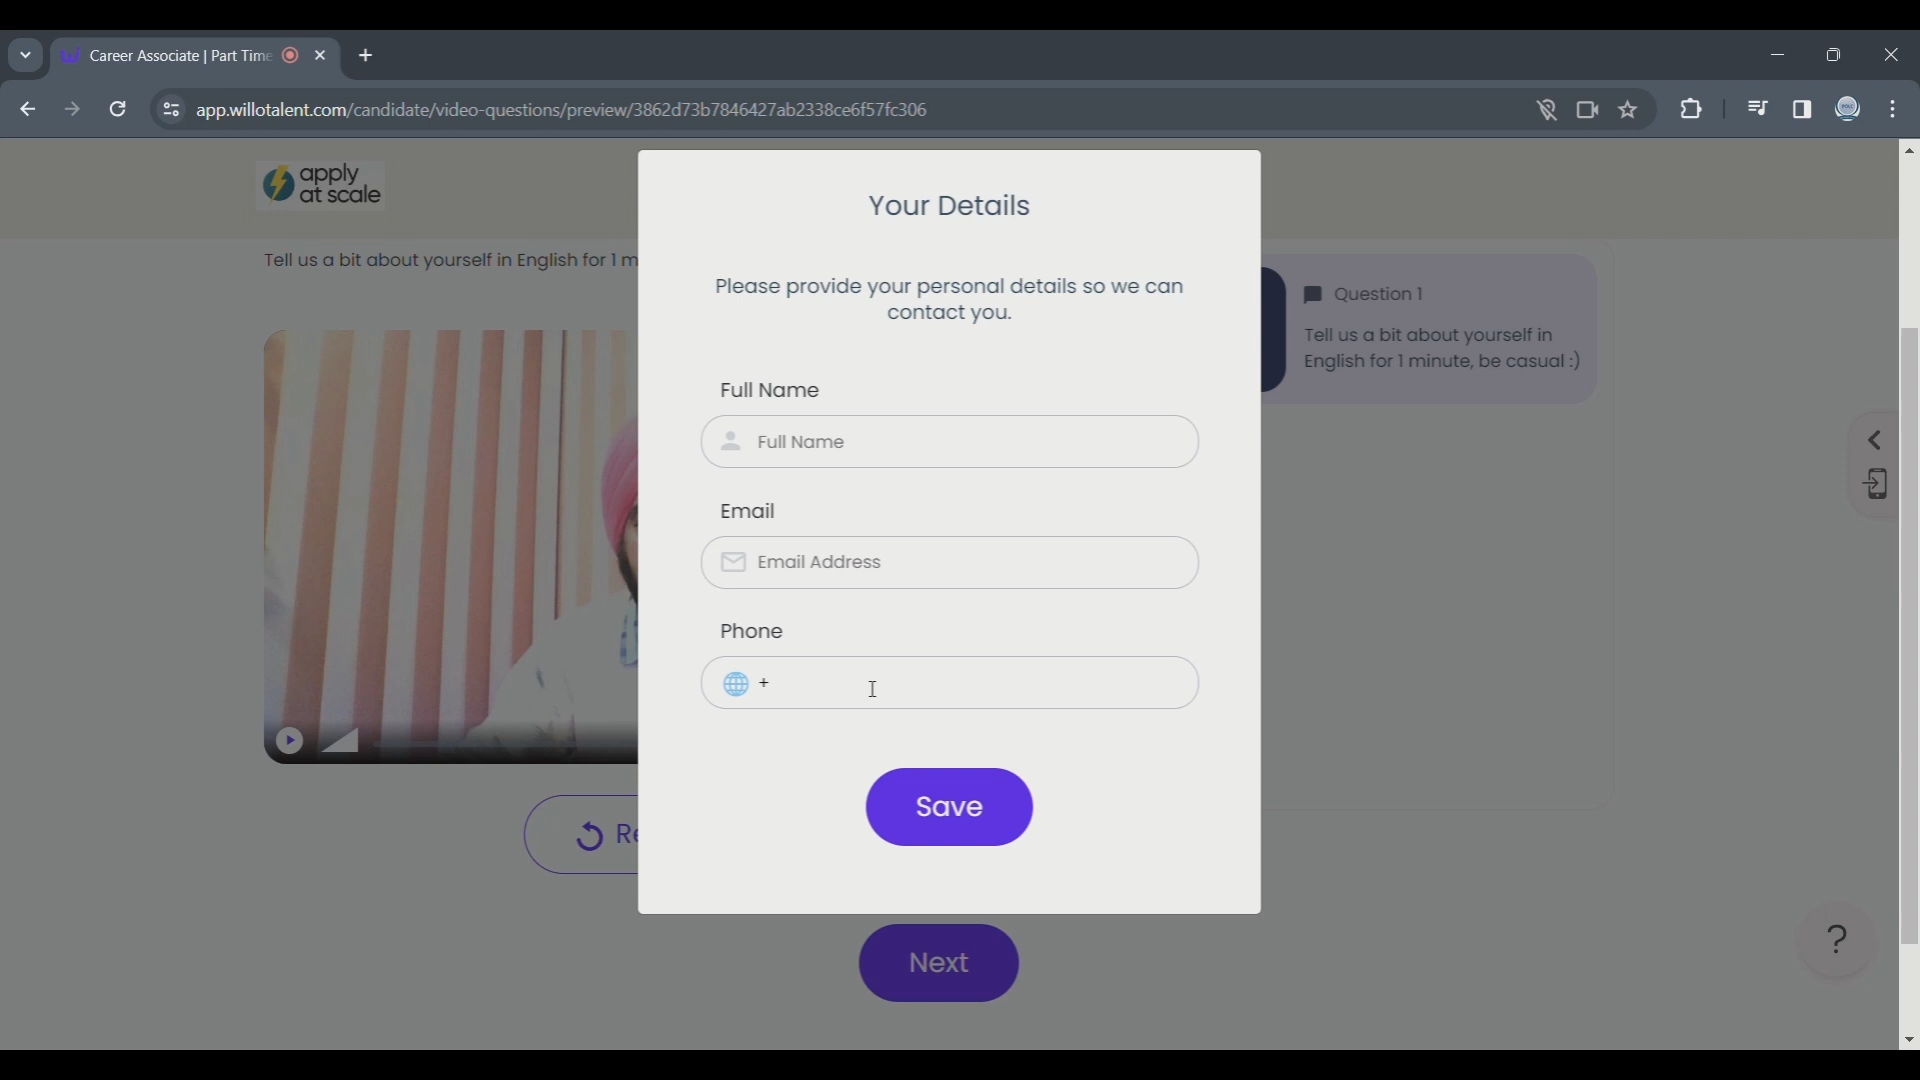 Career Associate | Part Time
app.willotalent.com/candidate/video-questions/preview/3862d73b7846427ab2338ce6f57fc306
apply
at scale
Tell us a bit about yourself in English for 1 m
Your Details
Please provide your personal details so we can
contact you.
Full Name
Full Name
Email
Email Address
Phone
+
Save
Question 1
Tell us a bit about yourself in
English for 1 minute, be casual :)
Re
Next
?